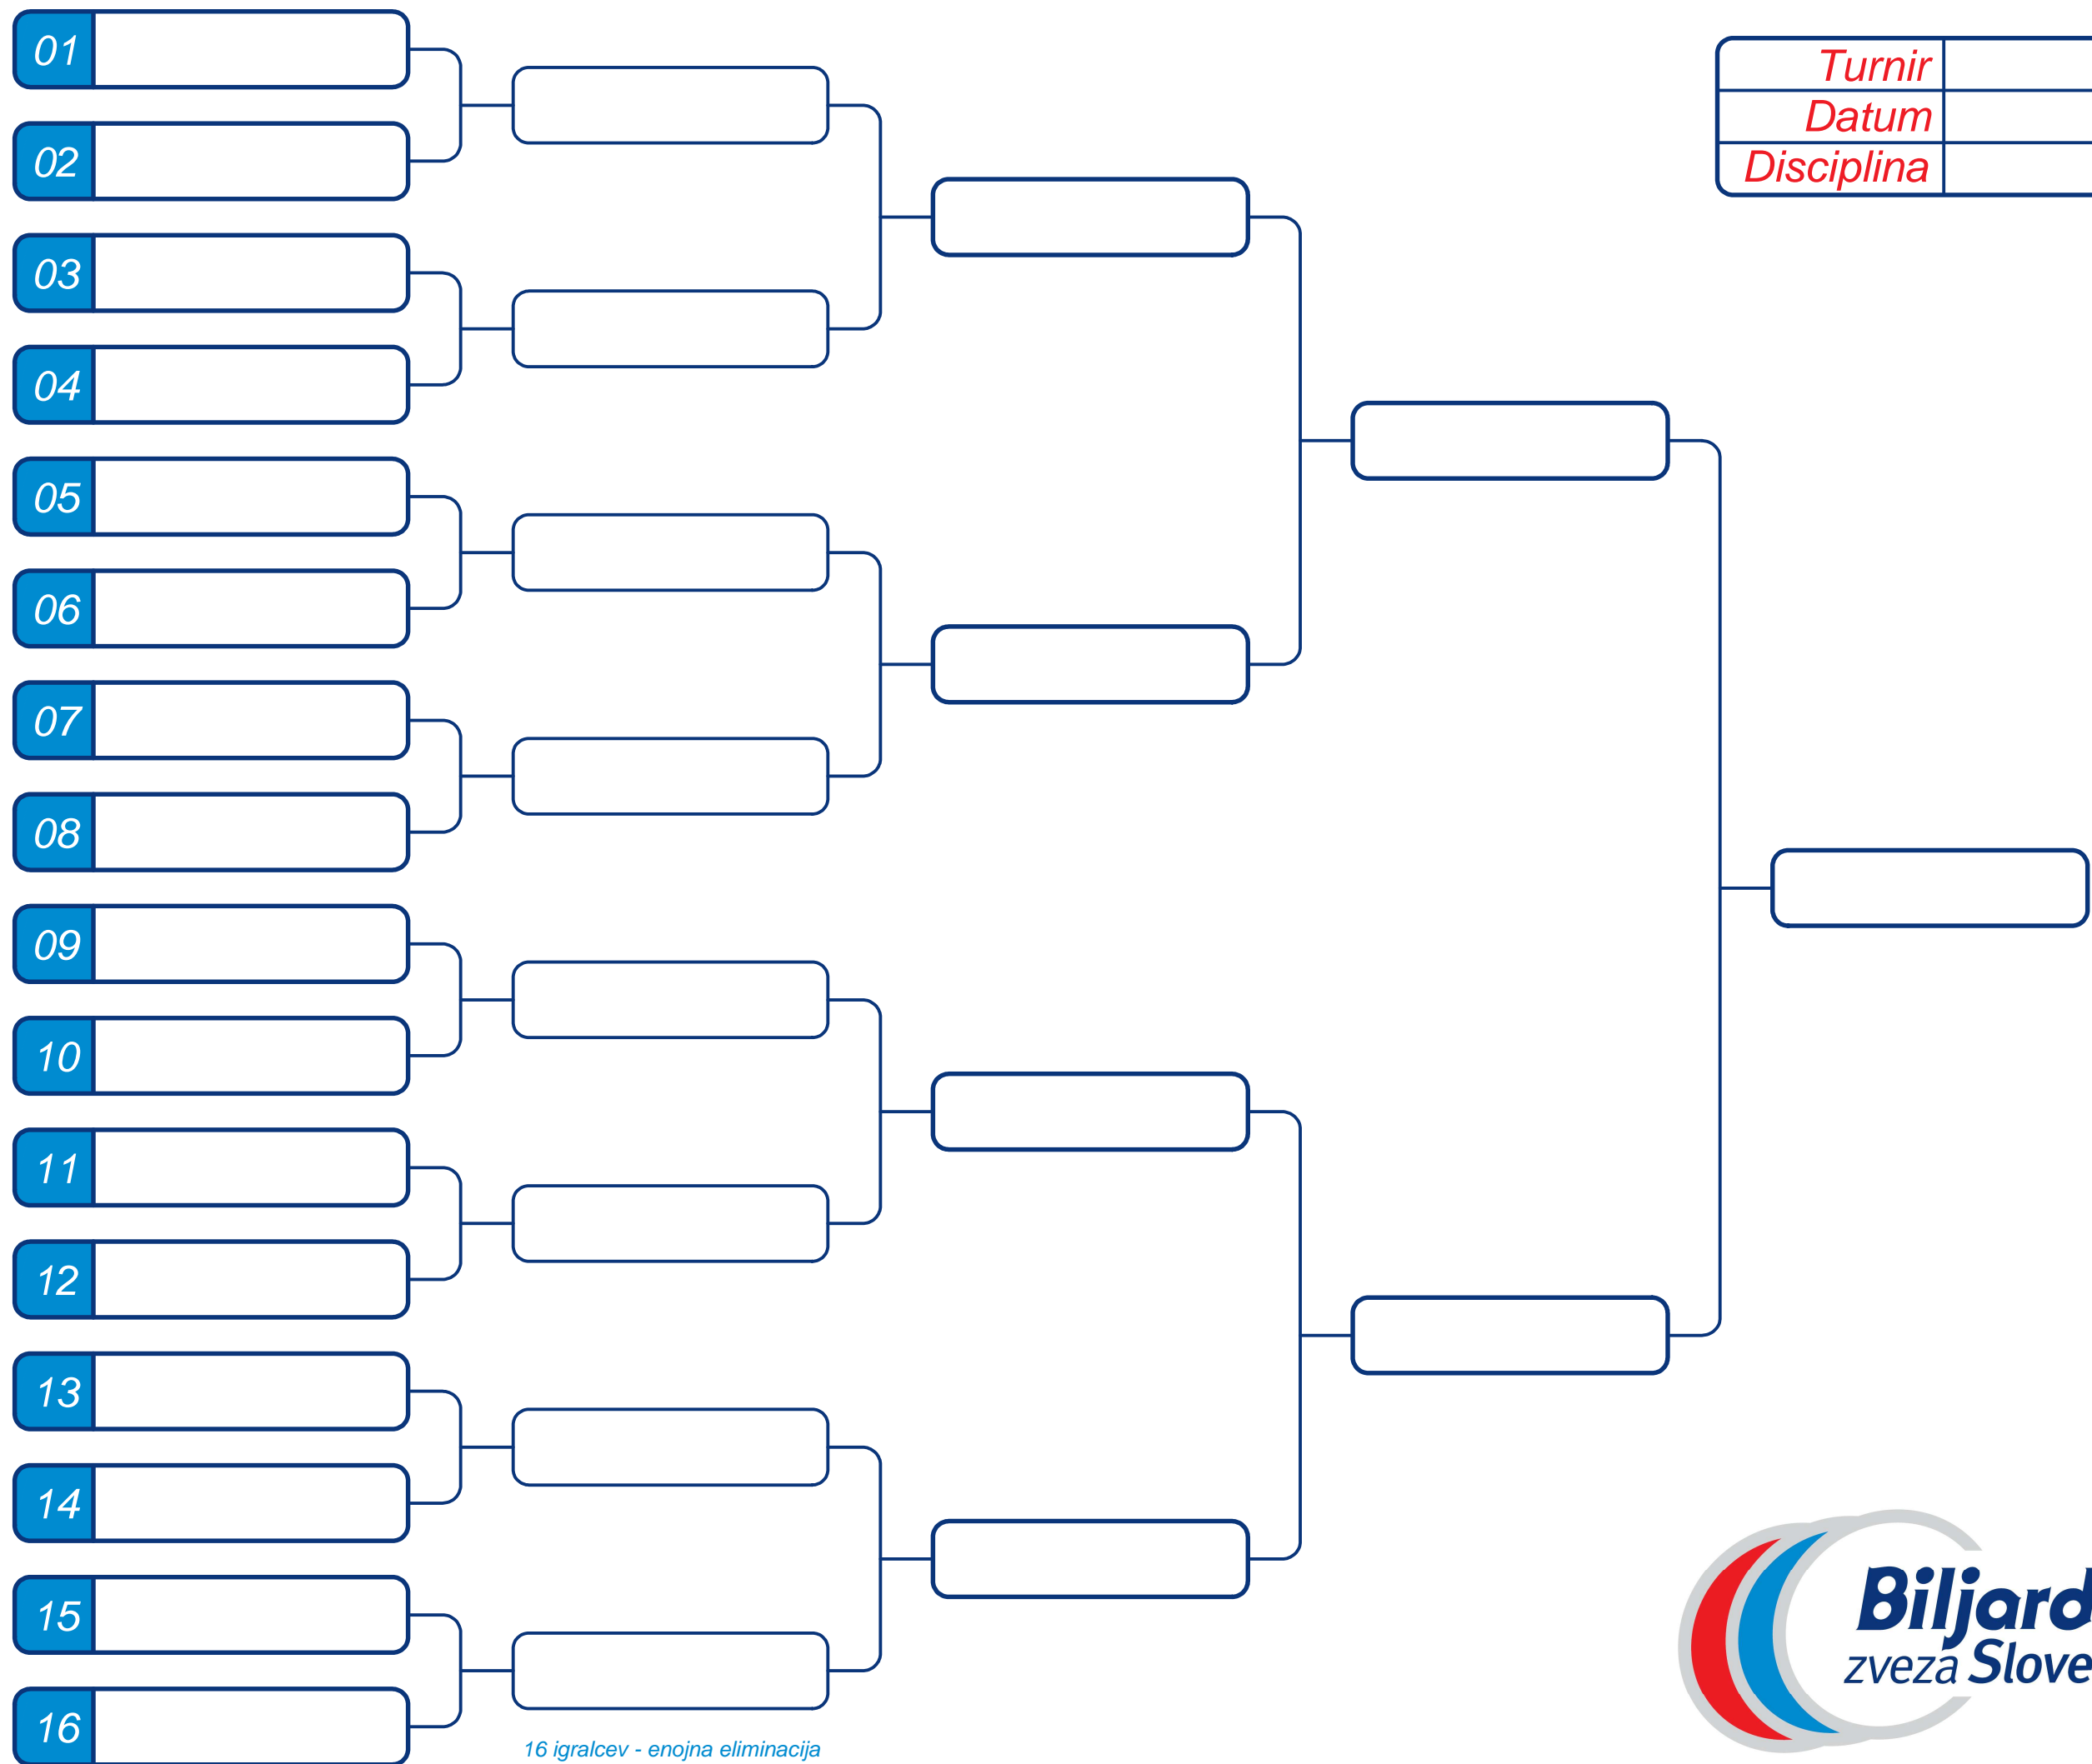 01
02
03
04
05
06
07
08
09
10
11
12
13
14
15
16
Turnir
Datum
Disciplina
Biljard
zveza Slove
16 igralcev - enojna eliminacija